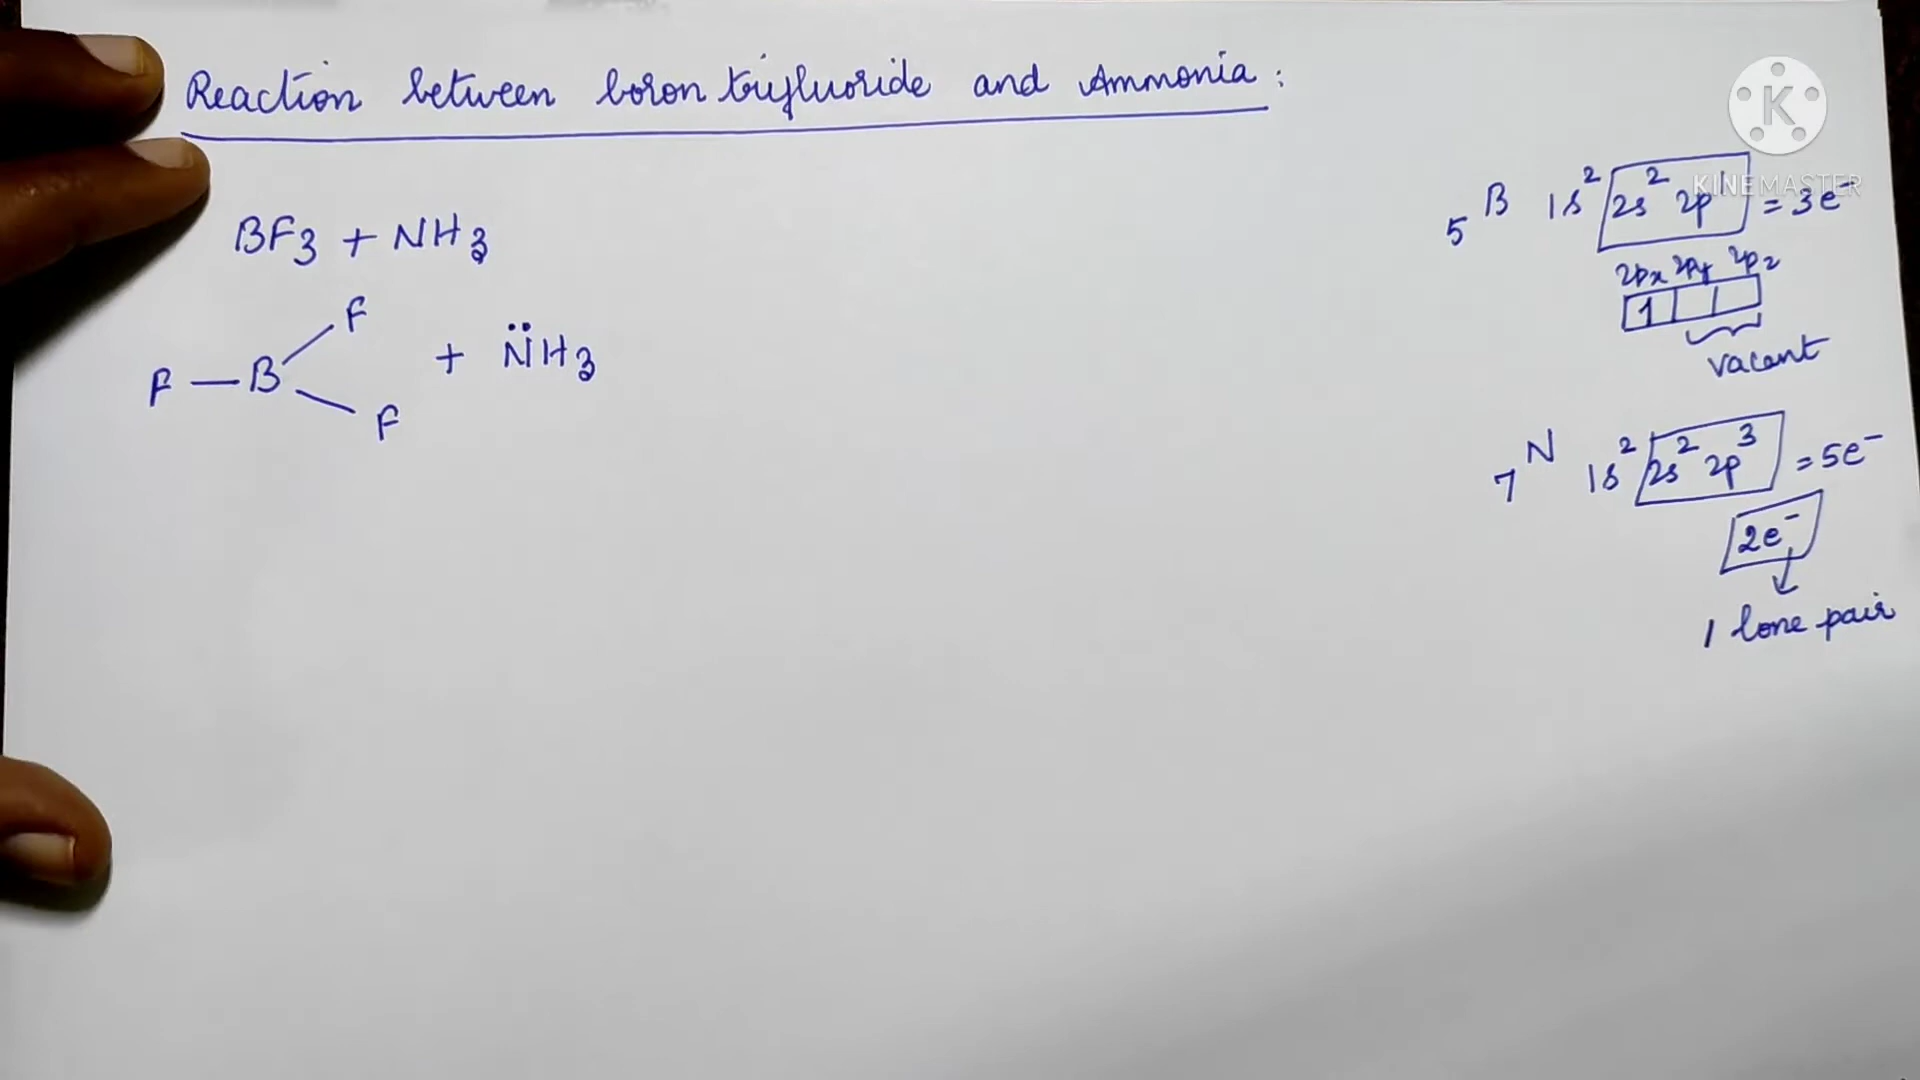 Reaction between boron trifluoride and Ammonia :
K
KINEMASTER
BF3 + NH3
F
F — B + N̈H3
F
5 B 1s² 2s² 2p¹ = 3e⁻
2px 2py 2pz
1
vacant
7 N 1s² 2s² 2p³ = 5e⁻
2e⁻
↓
1 lone pair